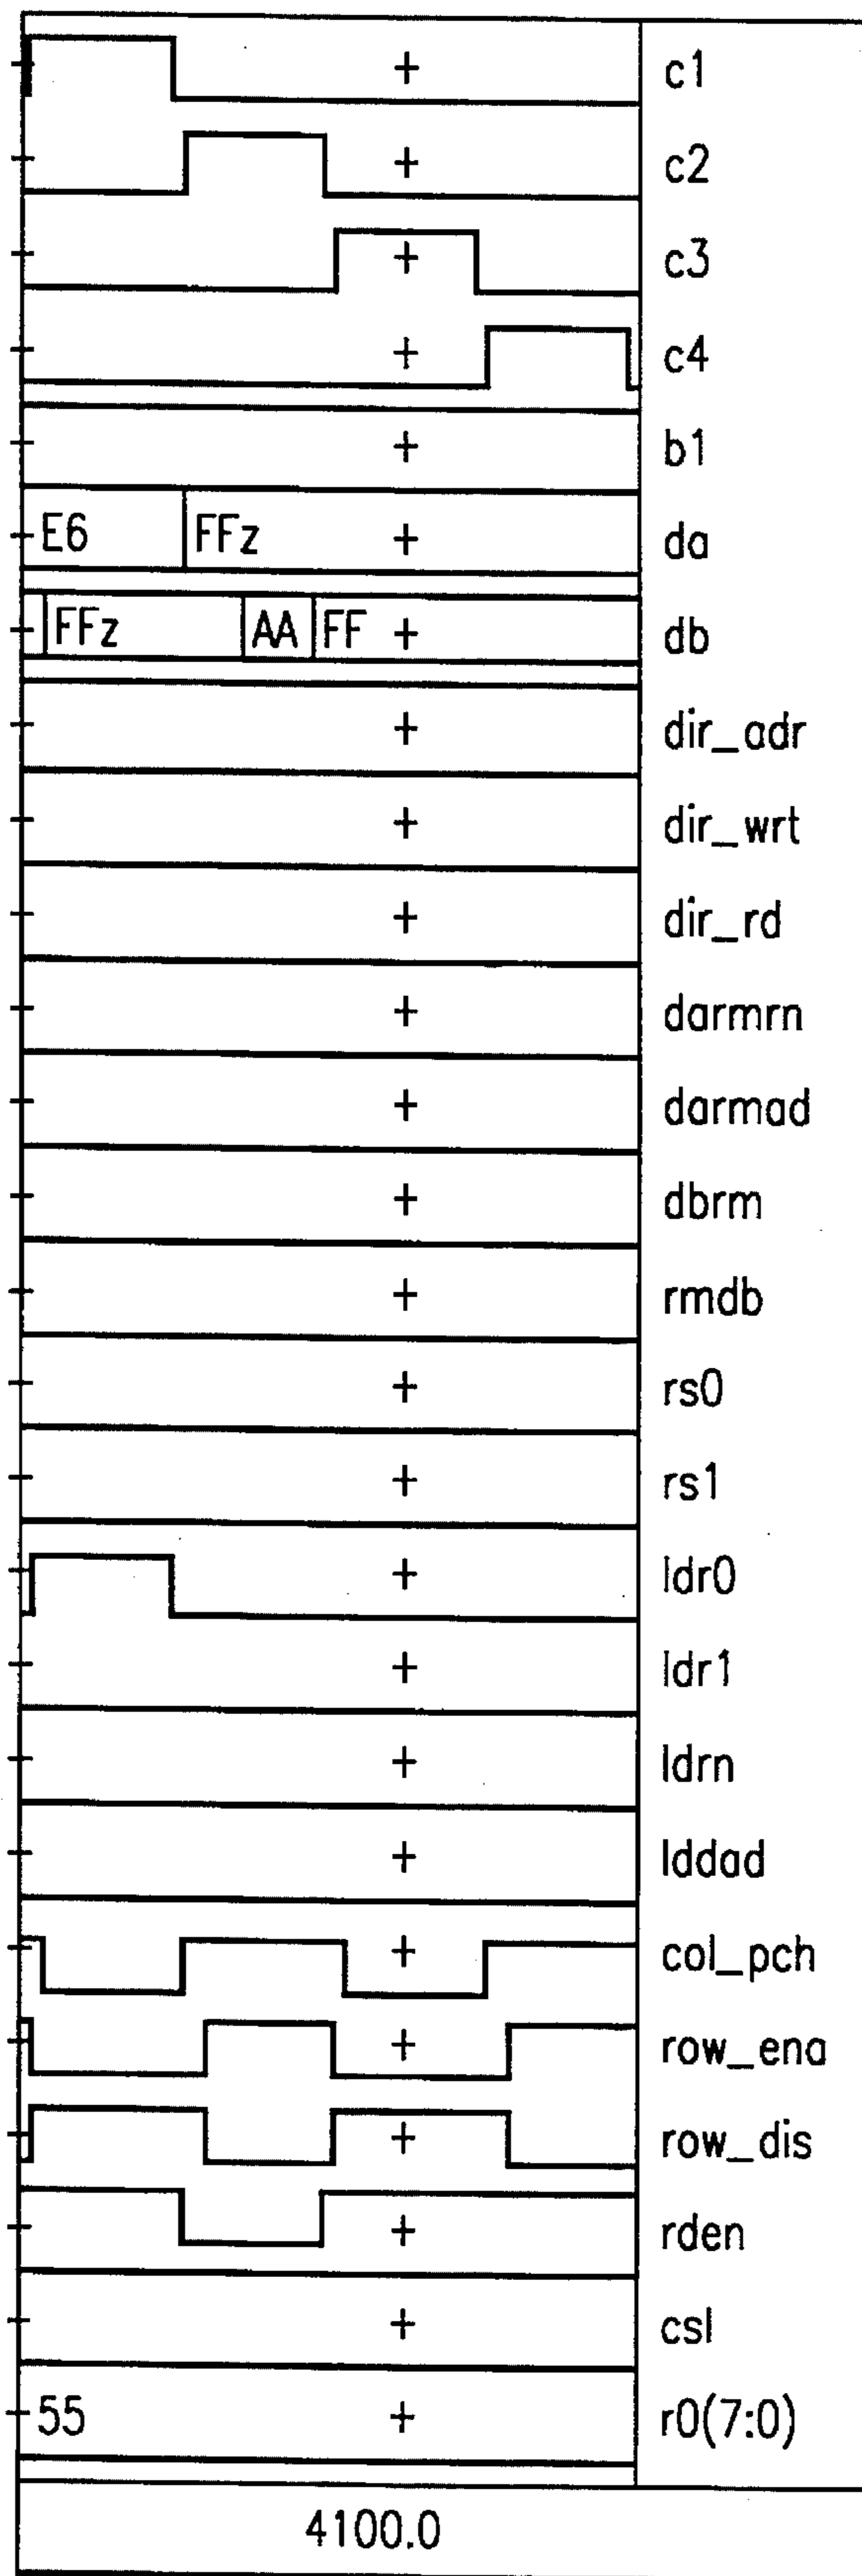 c1
c2
c3
c4
b1
E6 FFz da
FFz AA FF db
dir_adr
dir_wrt
dir_rd
darmrn
darmad
dbrm
rmdb
rs0
rs1
ldr0
ldr1
ldrn
lddad
col_pch
row_ena
row_dis
rden
csl
55 r0(7:0)
4100.0